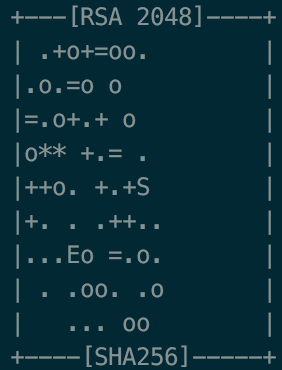 +---[RSA 2048]----+
| .+o+=oo.        |
|.o.=o o          |
|=.o+.+ o         |
|o** +.= .        |
|++o. +.+S        |
|+. . .++..       |
|...Eo =.o.       |
| . .oo. .o       |
|   ... oo        |
+----[SHA256]-----+